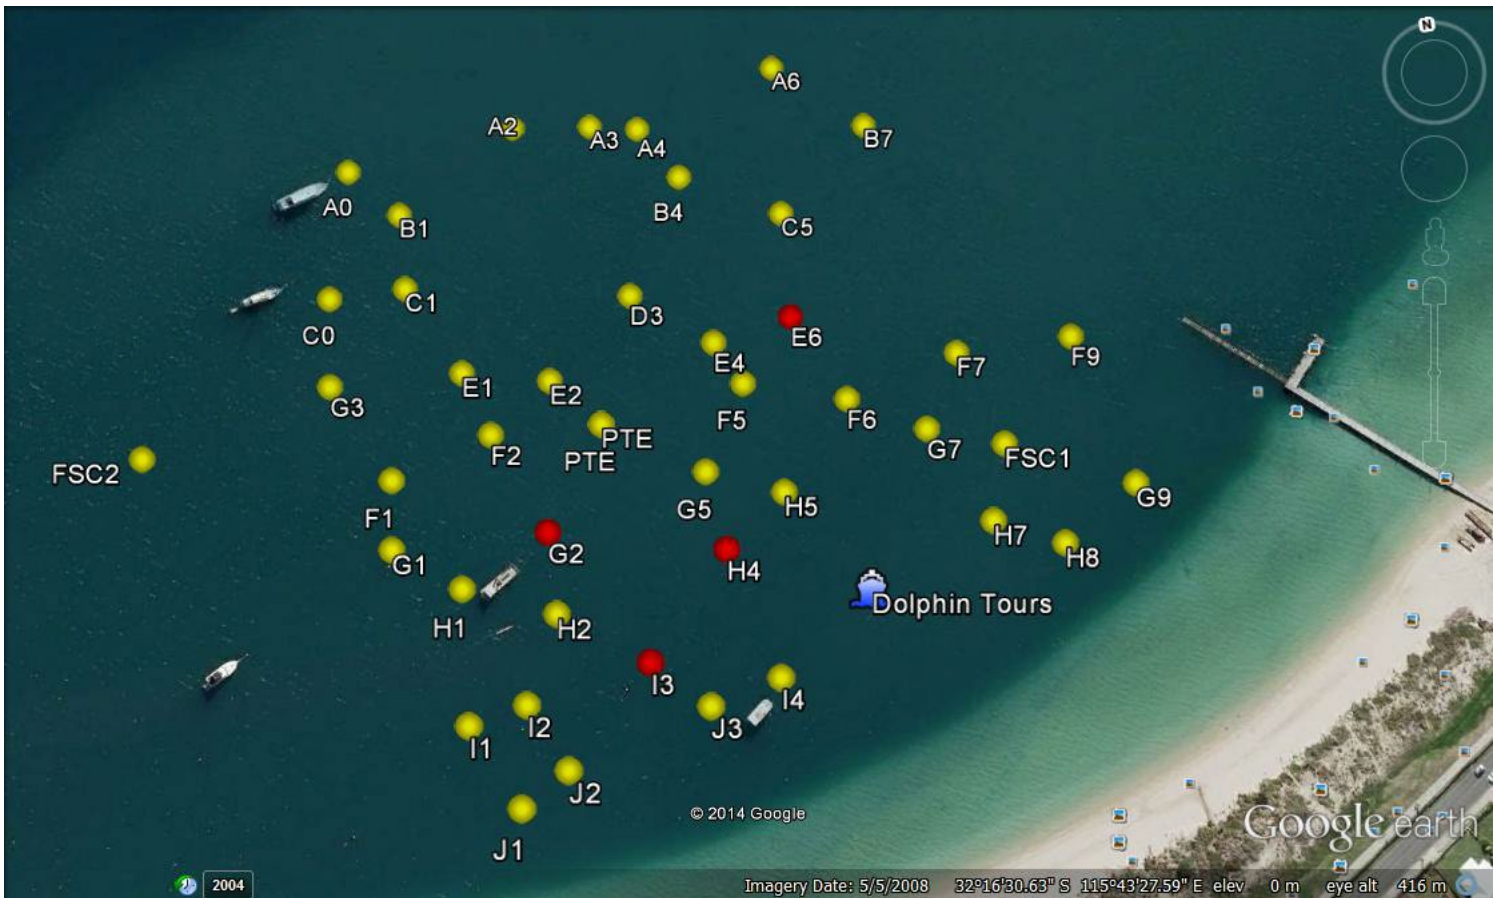 N
A6
A2
A3
A4
B7
A0
B4
B1
C5
C0
C1
D3
E6
E4
F7
F9
G3
E1
E2
F5
F6
PTE
PTE
F2
G7
FSC1
FSC2
G5
H5
G9
F1
G2
H7
H8
G1
H4
Dolphin Tours
H1
H2
I3
I4
I2
J3
I1
J2
© 2014 Google
Google earth
J1
2004
Imagery Date: 5/5/2008 32°16'30.63" S 115°43'27.59" E elev 0 m eye alt 416 m